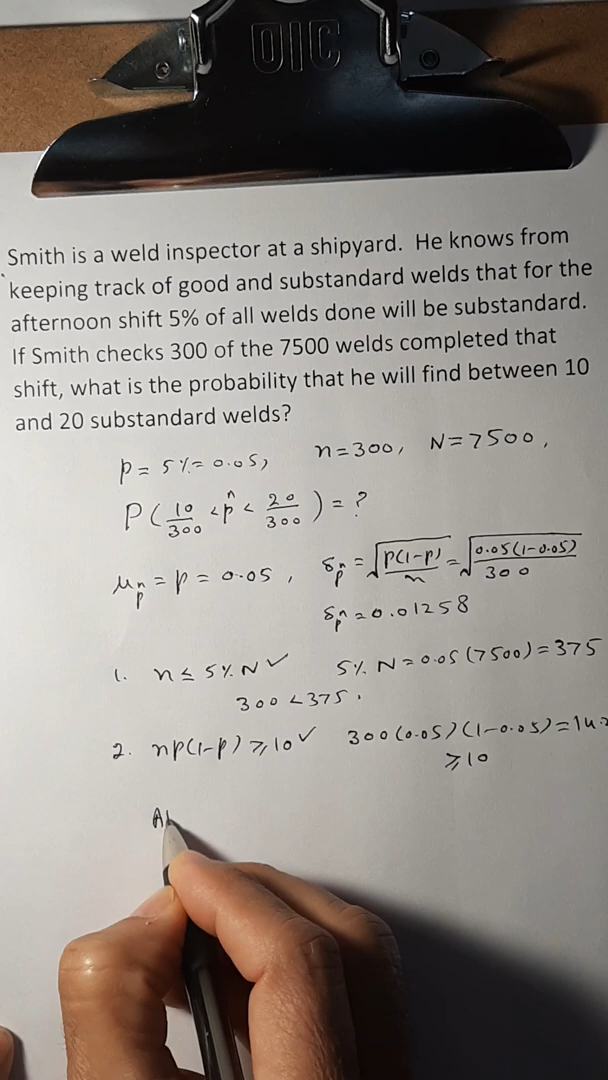 OIC
Smith is a weld inspector at a shipyard. He knows from
keeping track of good and substandard welds that for the
afternoon shift 5% of all welds done will be substandard.
If Smith checks 300 of the 7500 welds completed that
shift, what is the probability that he will find between 10
and 20 substandard welds?
p = 5% = 0.05, n = 300, N = 7500,
P(10/300 < p̂ < 20/300) = ?
μp̂ = p = 0.05, δp̂ = √(p(1-p)/n) = √(0.05(1-0.05)/300)
δp̂ = 0.01258
1. n ≤ 5% N ✓ 5% N = 0.05(7500) = 375
300 < 375.
2. np(1-p) ≥ 10 ✓ 300(0.05)(1-0.05) = 14.2
≥ 10